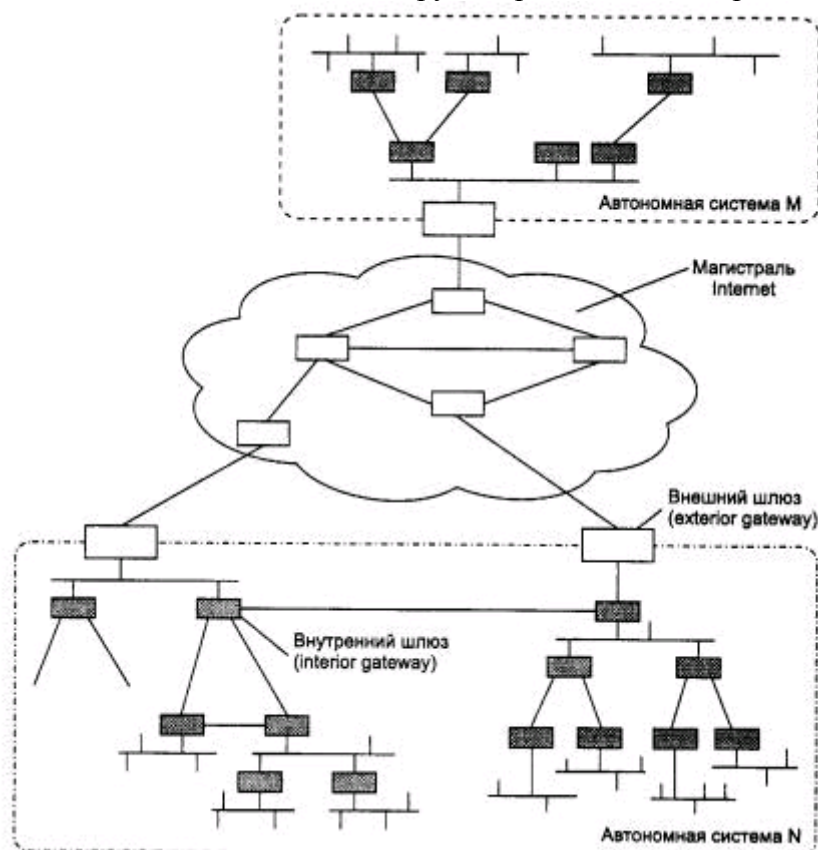 Автономная система M
Магистраль
Internet
Внешний шлюз
(exterior gateway)
Внутренний шлюз
(interior gateway)
Автономная система N